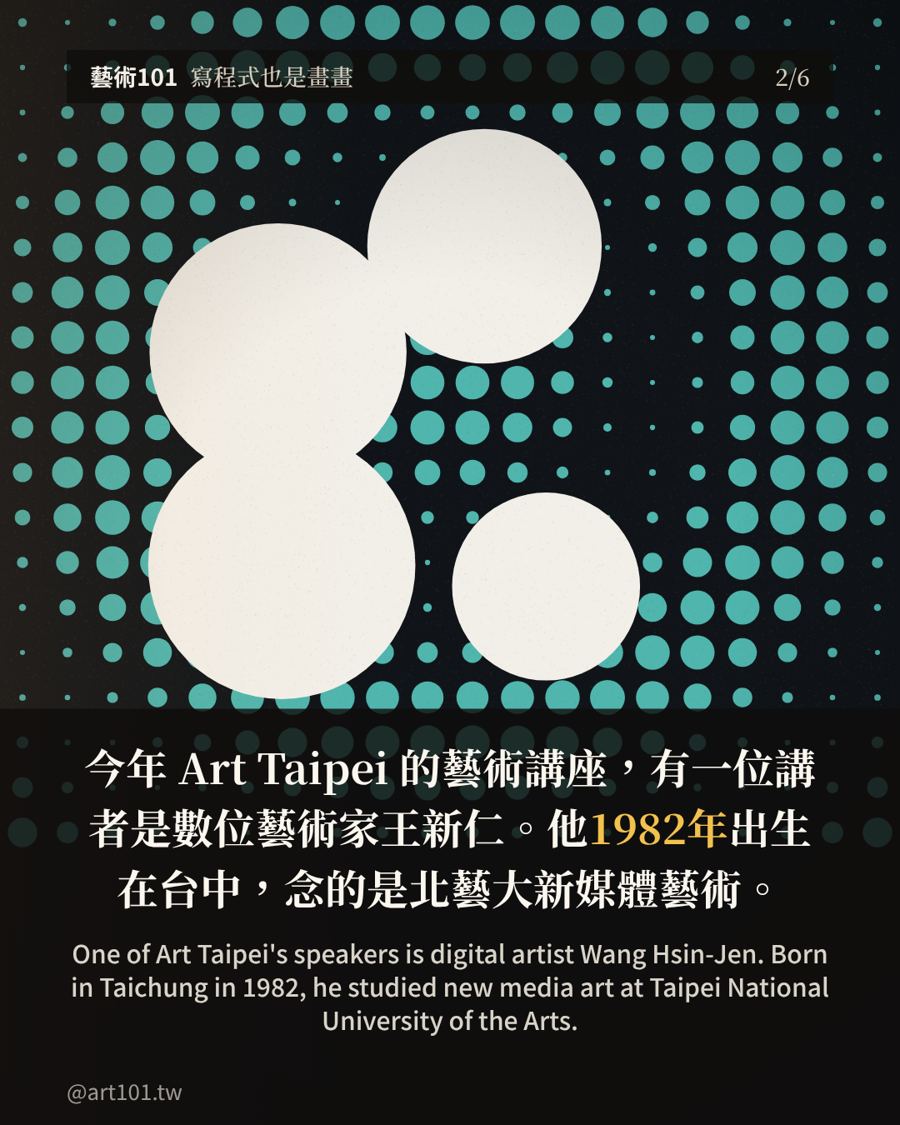 藝術101 寫程式也是畫畫 2/6
今年 Art Taipei 的藝術講座，有一位講
者是數位藝術家王新仁。他1982年出生
在台中，念的是北藝大新媒體藝術。
One of Art Taipei's speakers is digital artist Wang Hsin-Jen. Born
in Taichung in 1982, he studied new media art at Taipei National
University of the Arts.
@art101.tw